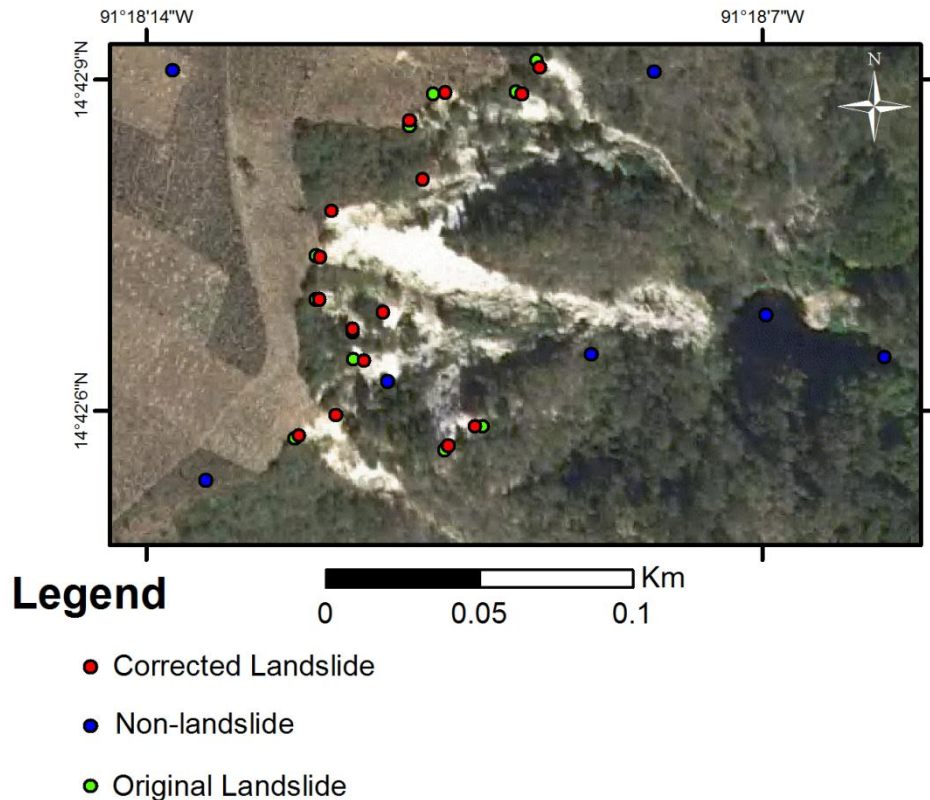 91°18'14"W
91°18'7"W
14°42'9"N
N
14°42'6"N
Legend
Km
0
0.05
0.1
Corrected Landslide
Non-landslide
Original Landslide